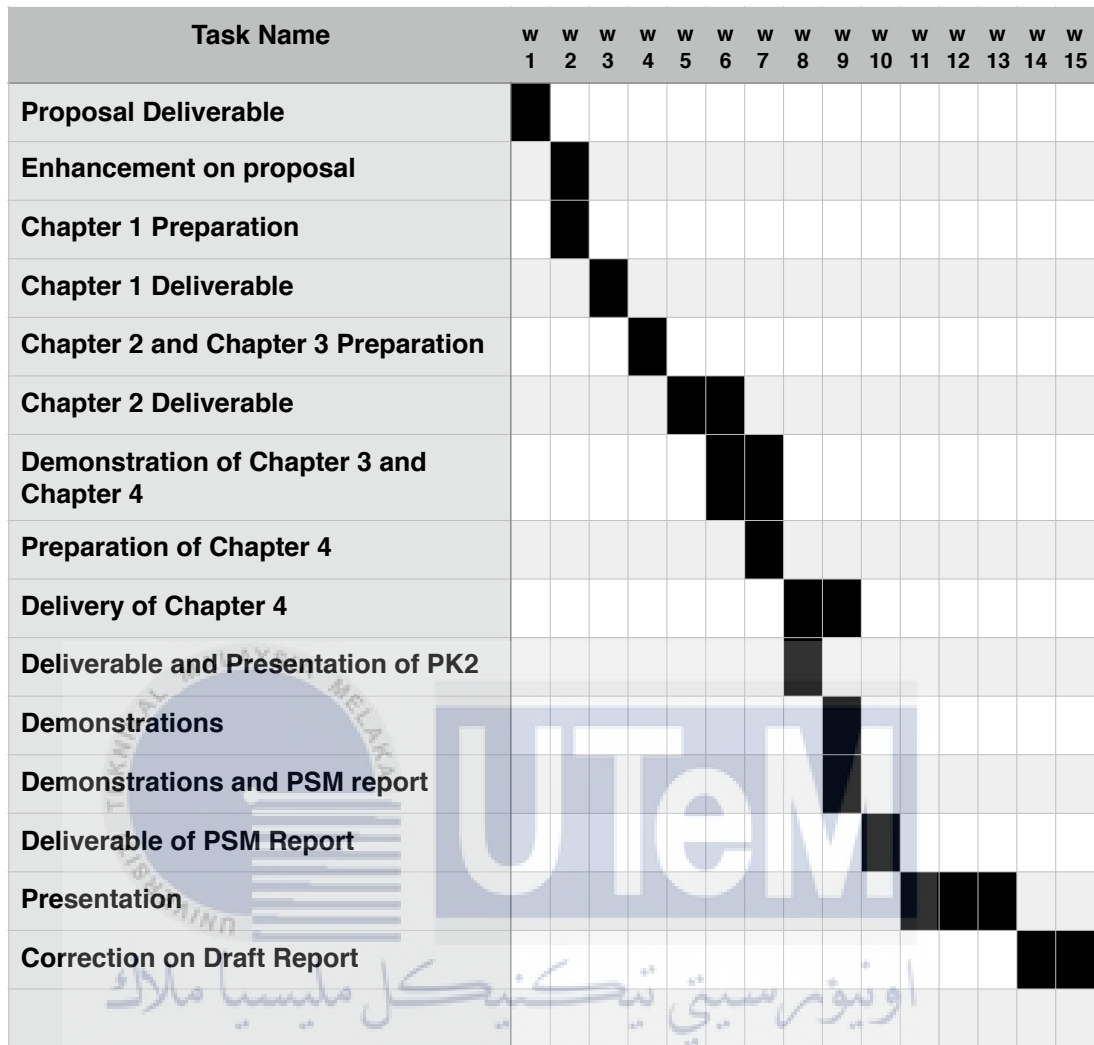 Task Name
w w w w w w w w w w w w w w w
1 2 3 4 5 6 7 8 9 10 11 12 13 14 15
Proposal Deliverable
Enhancement on proposal
Chapter 1 Preparation
Chapter 1 Deliverable
Chapter 2 and Chapter 3 Preparation
Chapter 2 Deliverable
Demonstration of Chapter 3 and
Chapter 4
Preparation of Chapter 4
Delivery of Chapter 4
Deliverable and Presentation of PK2
Demonstrations
Demonstrations and PSM report
Deliverable of PSM Report
Presentation
Correction on Draft Report
UNIVERSITI TEKNIKAL MALAYSIA MELAKA
UTeM
اونيۏرسيتي تيكنيكل مليسيا ملاك